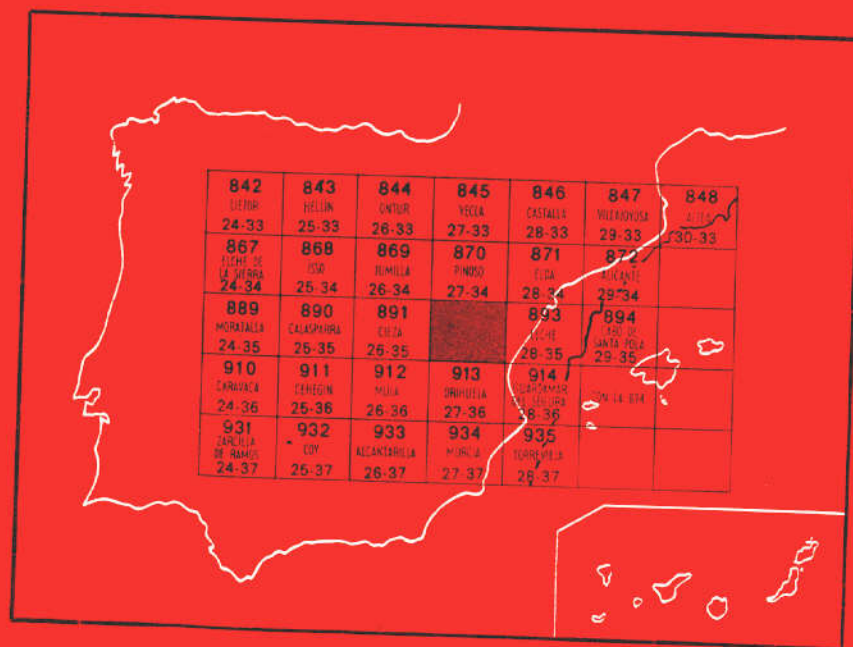 842 843 844 845 846 847 848
LIETOR HELLIN ONTUR YECLA CASTALLA VILLAJOYOSA ALTEA
24-33 25-33 26-33 27-33 28-33 29-33 30-33
867 868 869 870 871 872
ELCHE DE LA SIERRA ISSO JUMILLA PINOSO ELDA ALICANTE
24-34 25-34 26-34 27-34 28-34 29-34
889 890 891 893 894
MORATALLA CALASPARRA CIEZA ELCHE CABO DE SANTA POLA
24-35 25-35 26-35 28-35 29-35
910 911 912 913 914
CARAVACA CEHEGIN MULA ORIHUELA GUARDAMAR DEL SEGURA CON LA 914
24-36 25-36 26-36 27-36 28-36
931 932 933 934 935
ZARCILLA DE RAMOS COY ALCANTARILLA MURCIA TORREVIEJA
24-37 25-37 26-37 27-37 28-37